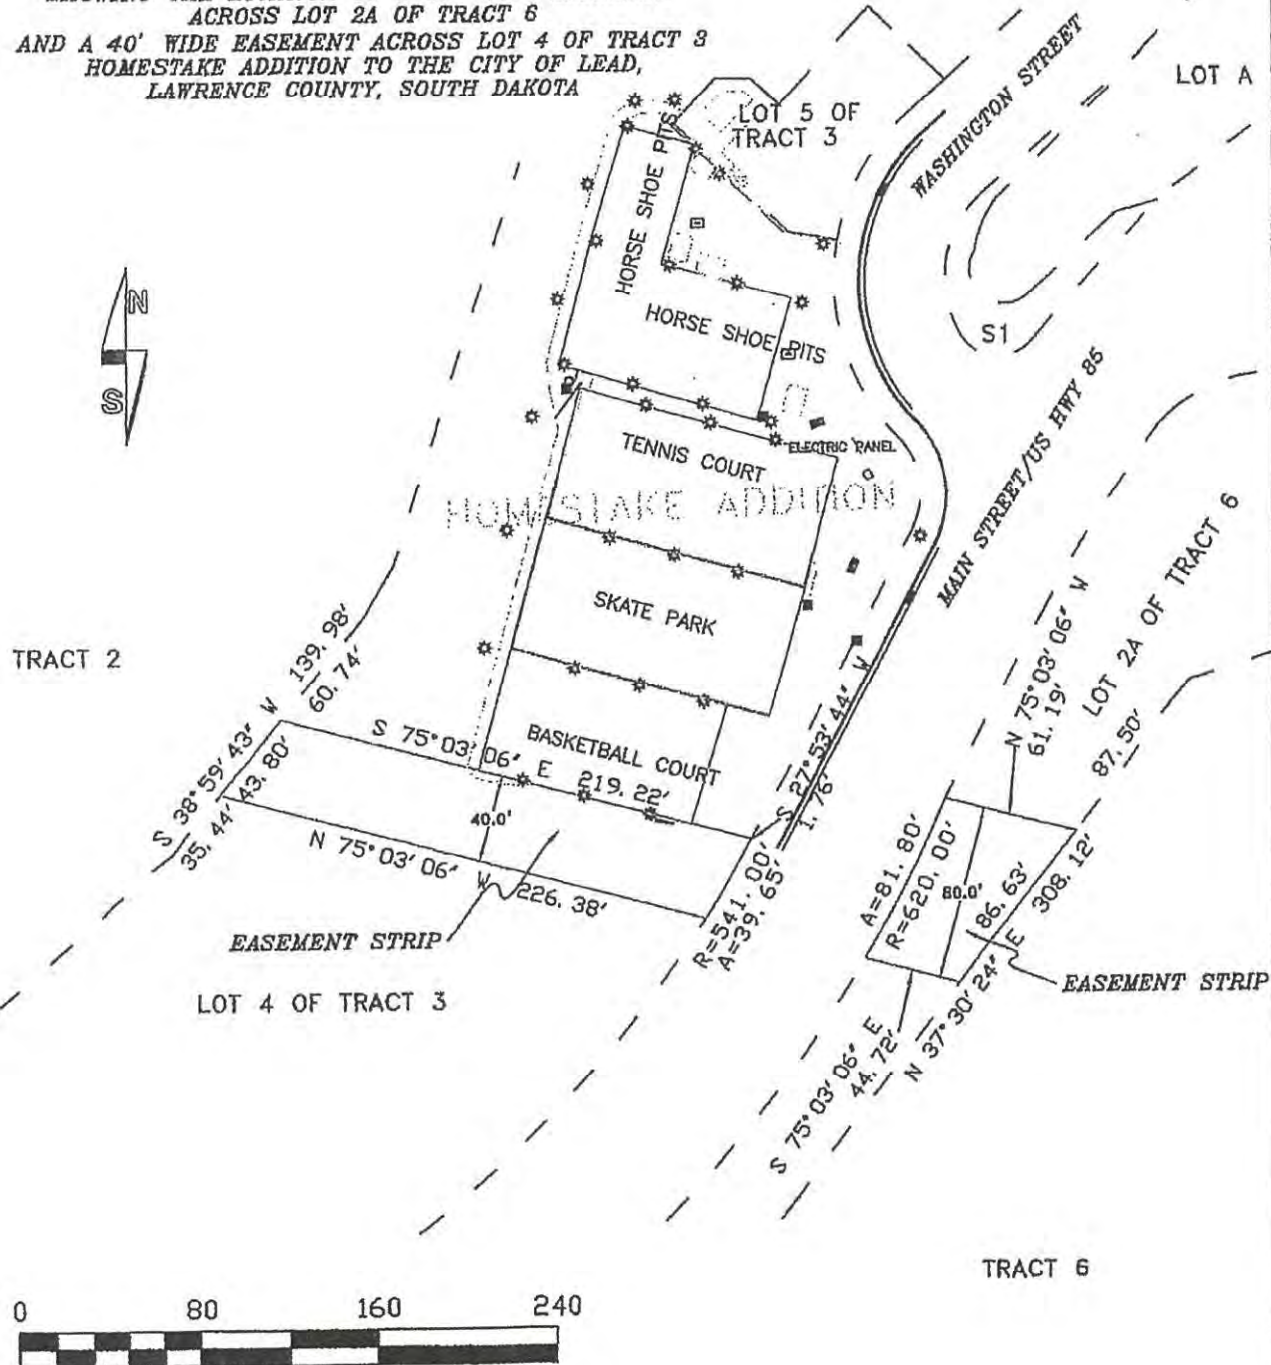 ACROSS LOT 2A OF TRACT 6
AND A 40' WIDE EASEMENT ACROSS LOT 4 OF TRACT 3
HOMESTAKE ADDITION TO THE CITY OF LEAD,
LAWRENCE COUNTY, SOUTH DAKOTA
LOT A
LOT 5 OF
TRACT 3
WASHINGTON STREET
HORSE SHOE PITS
N
S
HORSE SHOE PITS
S1
MAIN STREET/US HWY 85
TENNIS COURT
ELECTRIC PANEL
HOMESTAKE ADDITION
SKATE PARK
TRACT 2
LOT 2A OF TRACT 6
N 75°03'06" W
61.19'
87.50'
S 38°59'43" W 139.98'
60.74'
35.44' 43.80'
BASKETBALL COURT
S 75°03'06" E 219.22'
S 27°53'44" W
1.76'
40.0'
N 75°03'06" W 226.38'
R=541.00'
A=39.65'
A=81.80'
R=620.00'
80.0'
86.63'
308.12'
EASEMENT STRIP
EASEMENT STRIP
LOT 4 OF TRACT 3
S 75°03'06" E
44.72'
N 37°30'24" E
TRACT 6
0 80 160 240